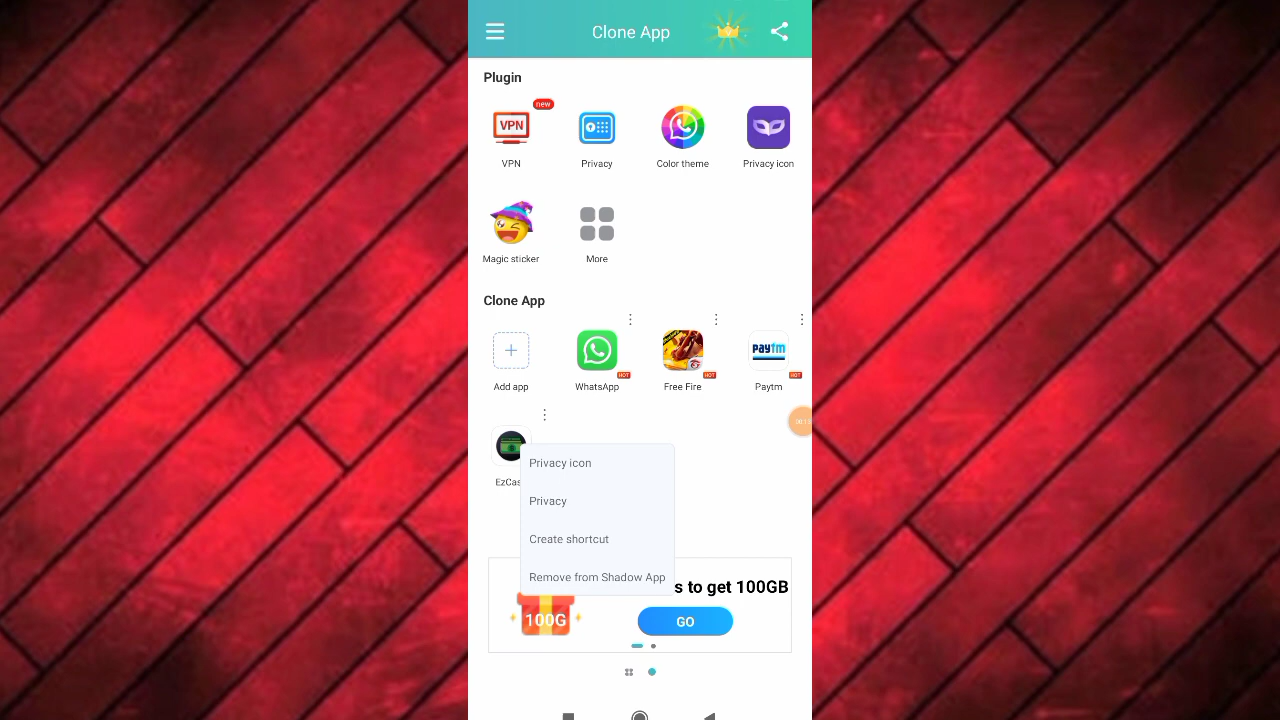 Clone App
Plugin
new
VPN
VPN
Privacy
Color theme
Privacy icon
Magic sticker
More
Clone App
Add app
HOT
WhatsApp
HOT
Free Fire
paytm
HOT
Paytm
EzCas
Privacy icon
Privacy
Create shortcut
Remove from Shadow App
s to get 100GB
100G
GO